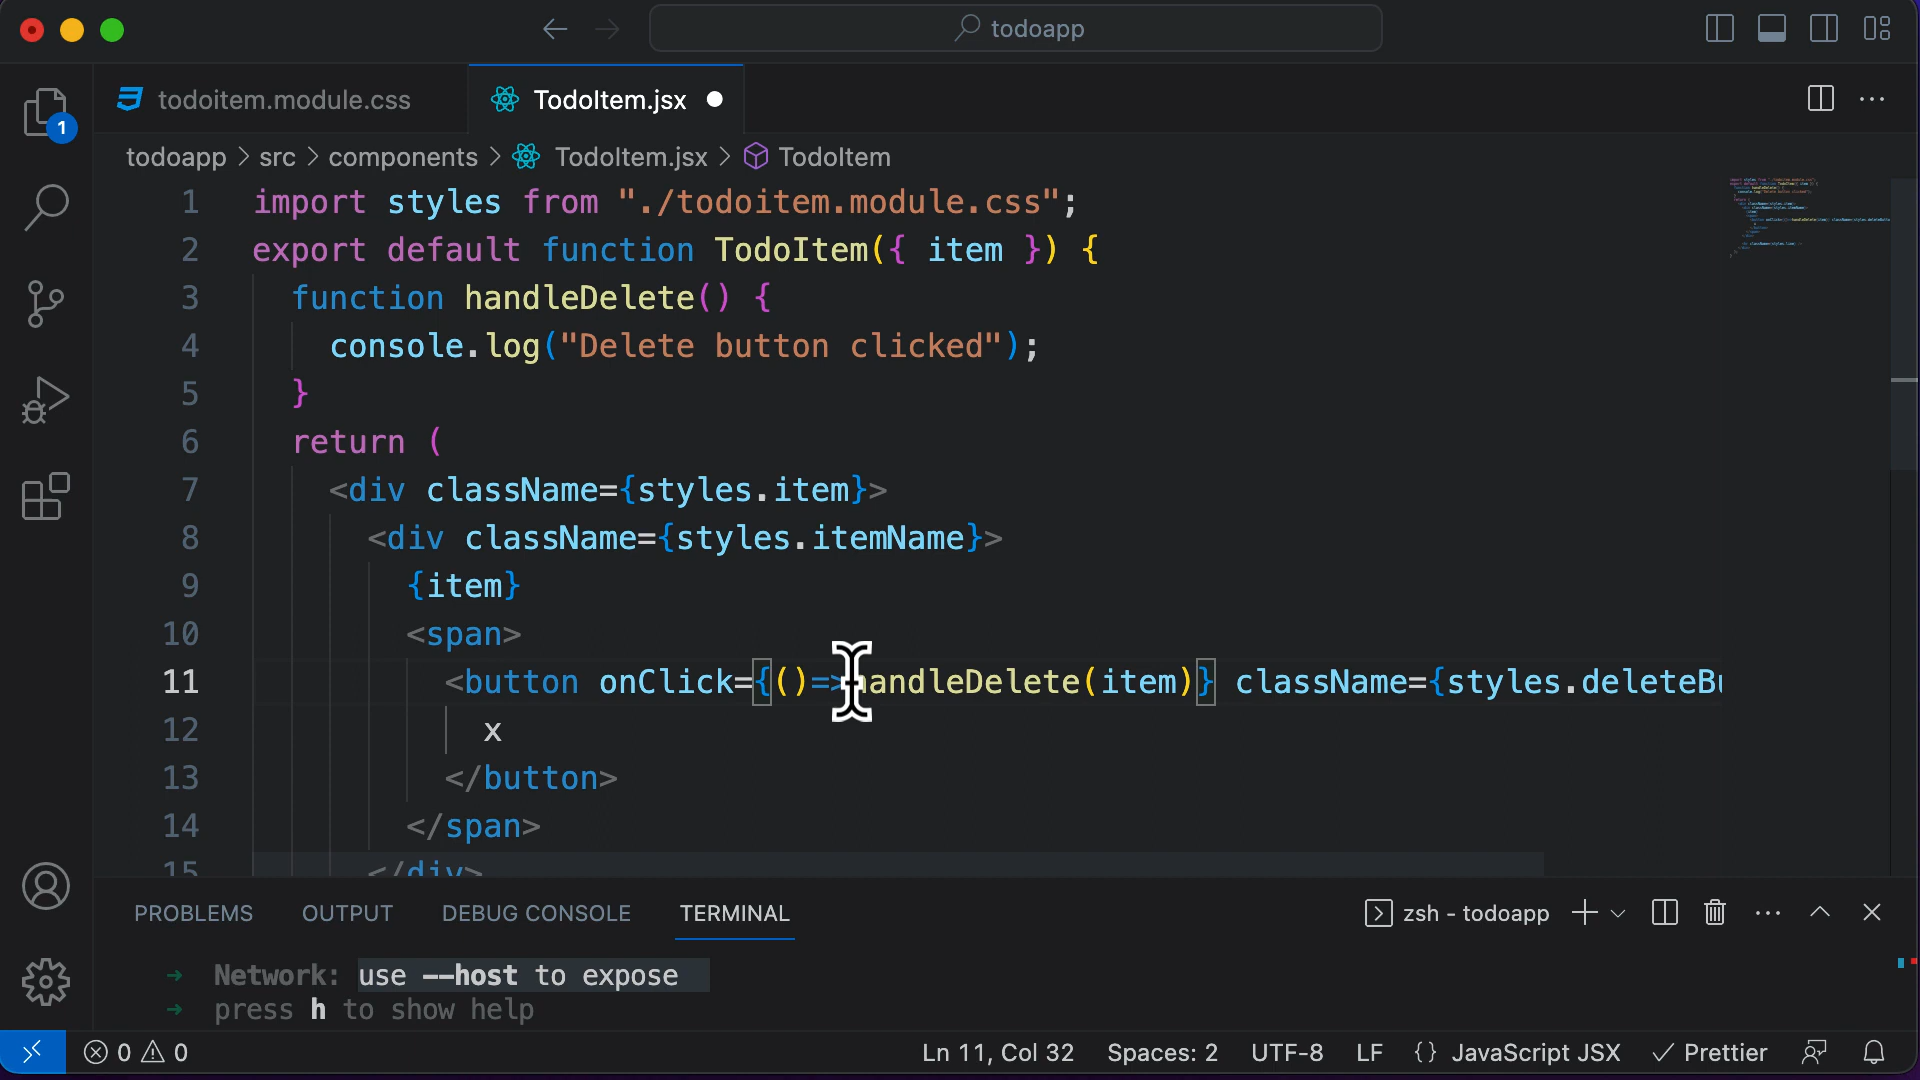 todoapp
todoitem.module.css
TodoItem.jsx
1
todoapp > src > components > TodoItem.jsx > TodoItem
1 import styles from "./todoitem.module.css";
2 export default function TodoItem({ item }) {
3 function handleDelete() {
4 console.log("Delete button clicked");
5 }
6 return (
7 <div className={styles.item}>
8 <div className={styles.itemName}>
9 {item}
10 <span>
11 <button onClick={()=>handleDelete(item)} className={styles.deleteBu
12 x
13 </button>
14 </span>
15 </div>
PROBLEMS OUTPUT DEBUG CONSOLE TERMINAL zsh - todoapp
→ Network: use --host to expose
→ press h to show help
0 0 Ln 11, Col 32 Spaces: 2 UTF-8 LF {} JavaScript JSX Prettier